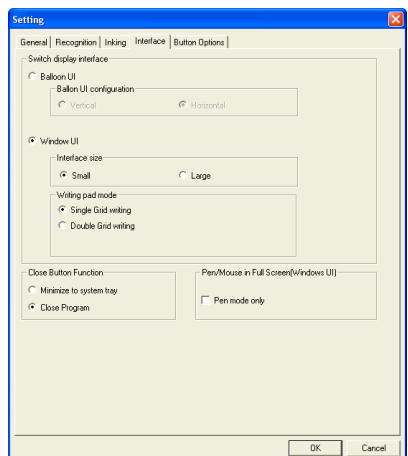 Setting
General Recognition Inking Interface Button Options
Switch display interface
Balloon UI
Ballon UI configuration
Vertical Horizontal
Window UI
Interface size
Small Large
Writing pad mode
Single Grid writing
Double Grid writing
Close Button Function Pen/Mouse in Full Screen(Windows UI)
Minimize to system tray
Pen mode only
Close Program
OK Cancel